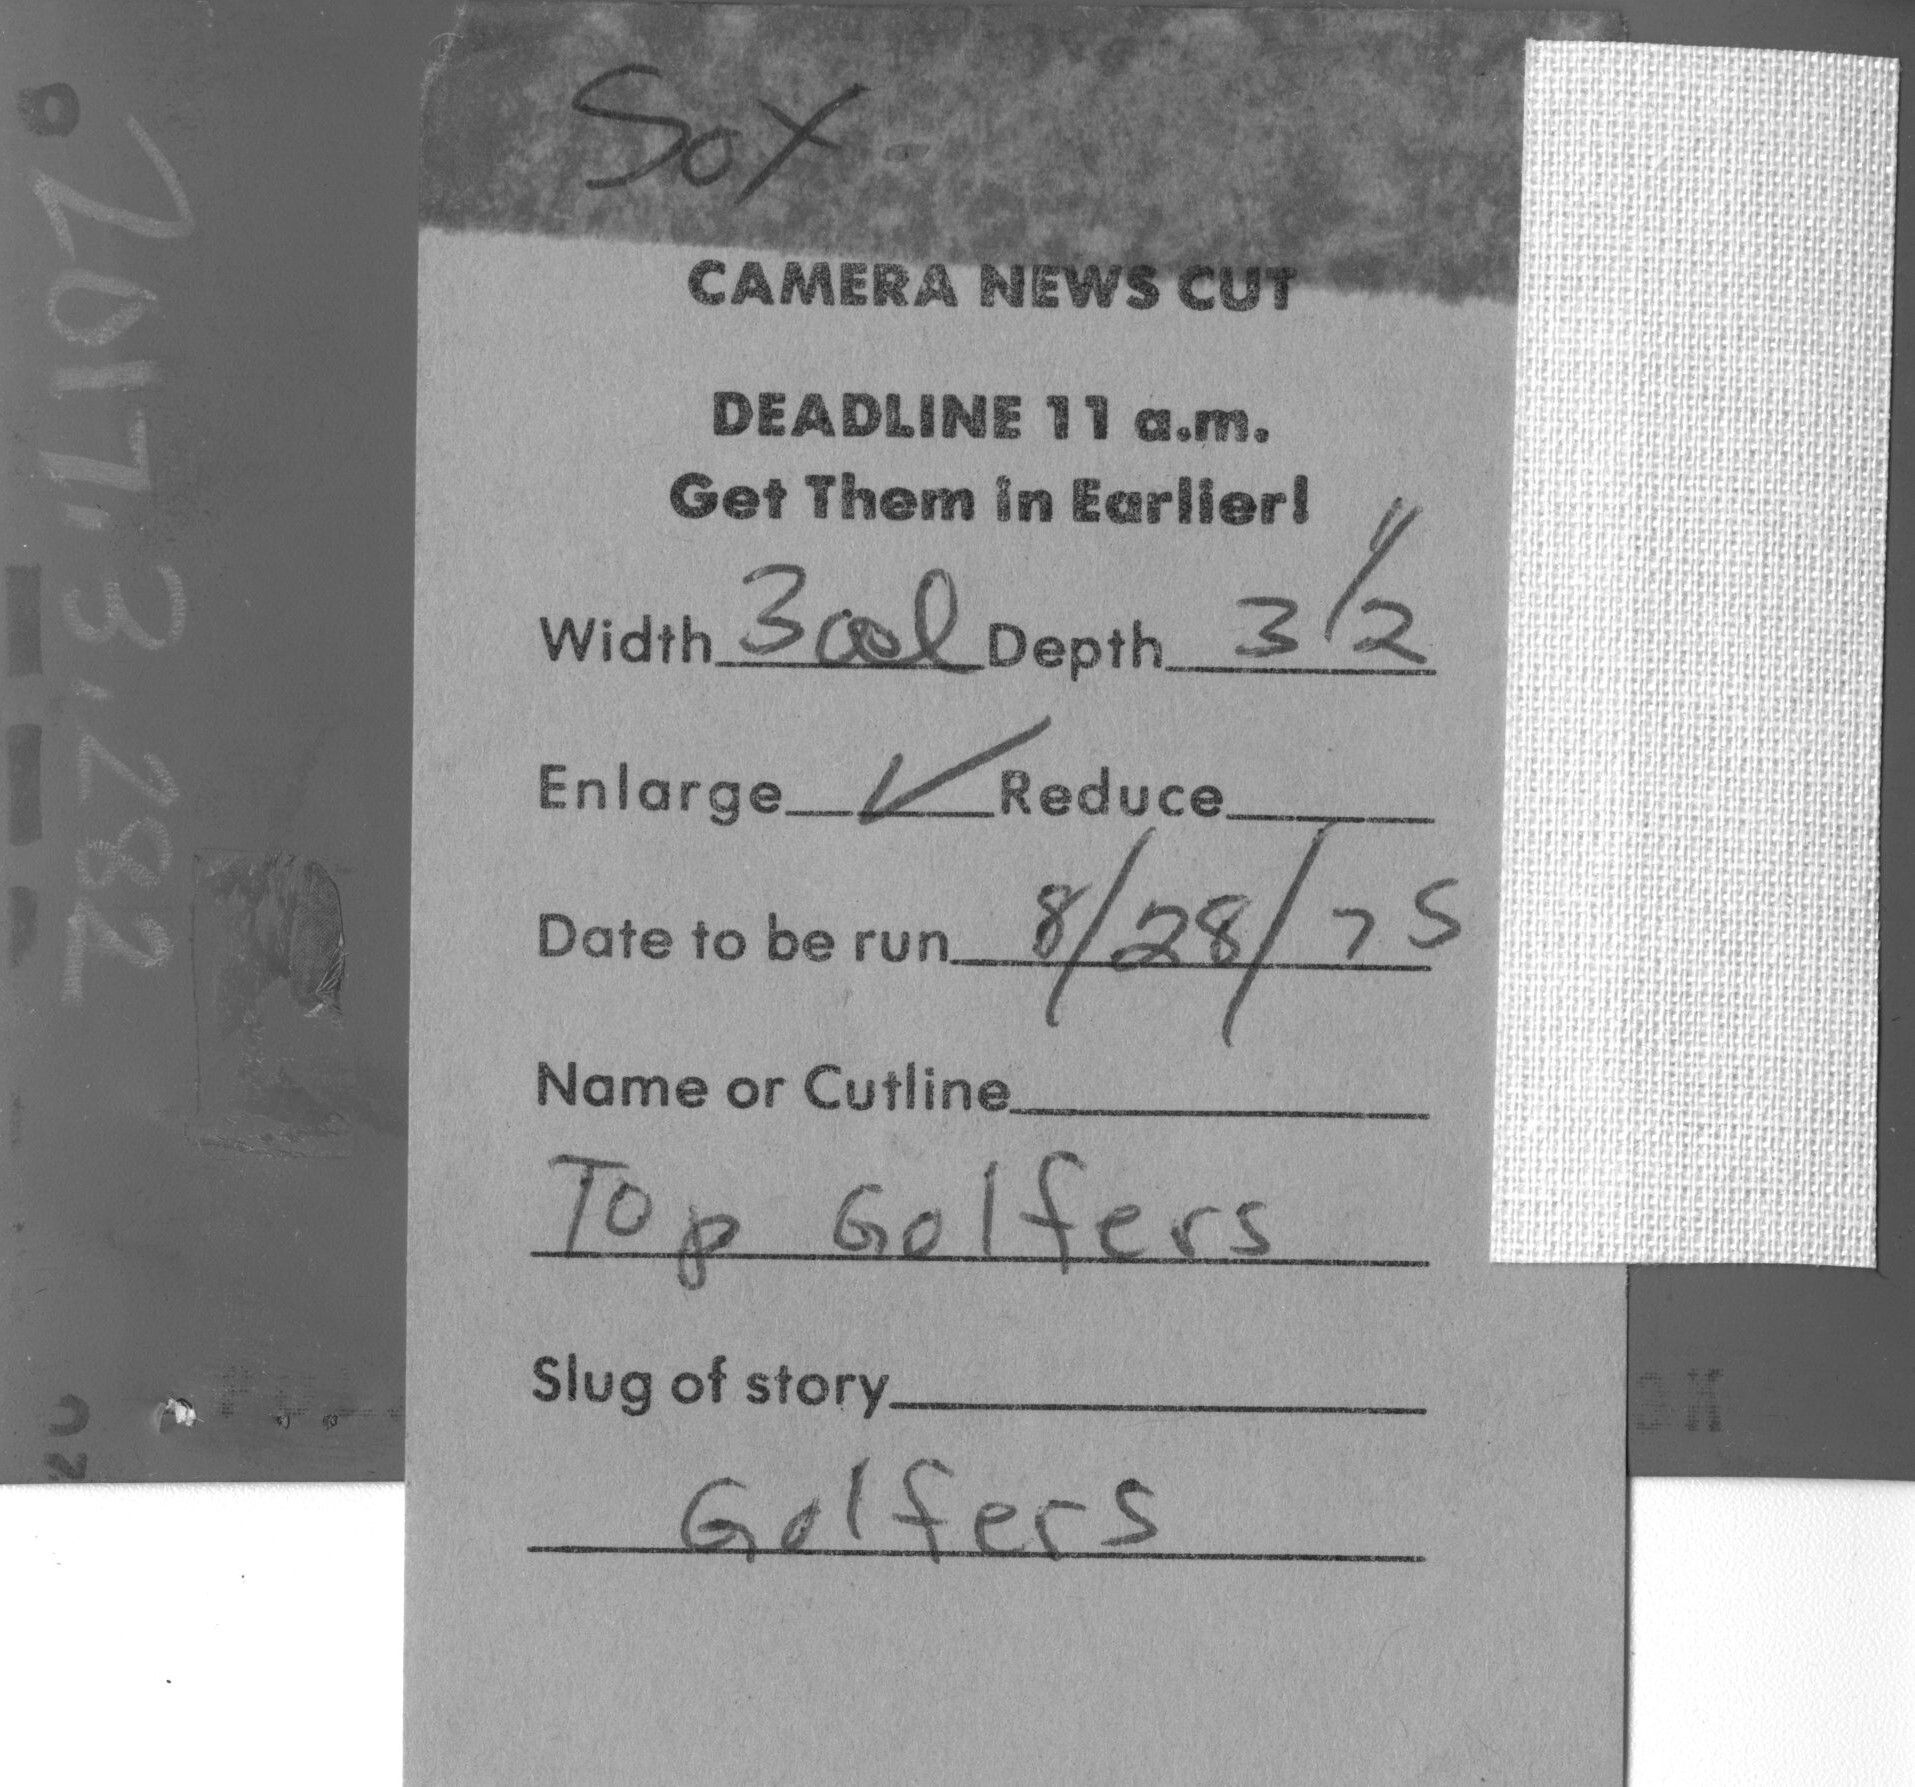 Sox -
CAMERA NEWS CUT
DEADLINE 11 a.m.
Get Them in Earlier!
Width 3 col Depth 3 1/2"
Enlarge ✓ Reduce
Date to be run 8/28/75
Name or Cutline
Top Golfers
Slug of story
Golfers
2017.3.282